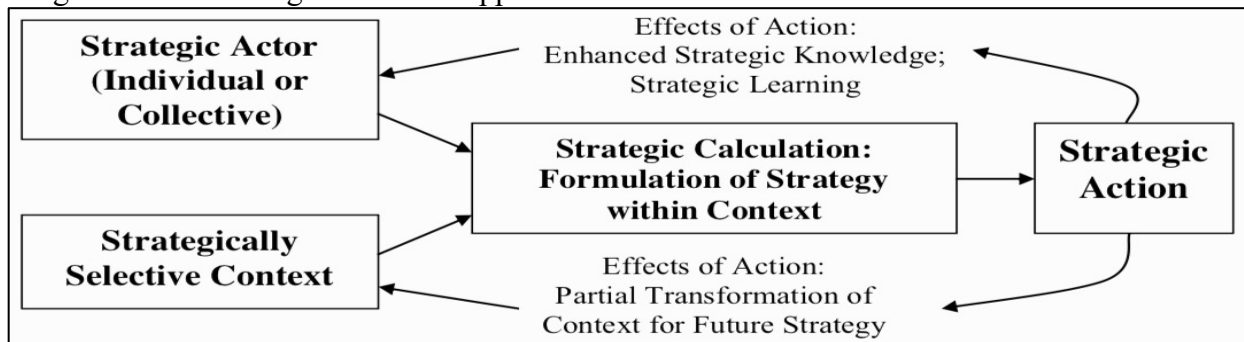 Strategic Actor
(Individual or
Collective)
Effects of Action:
Enhanced Strategic Knowledge;
Strategic Learning
Strategic Calculation:
Formulation of Strategy
within Context
Strategic
Action
Strategically
Selective Context
Effects of Action:
Partial Transformation of
Context for Future Strategy